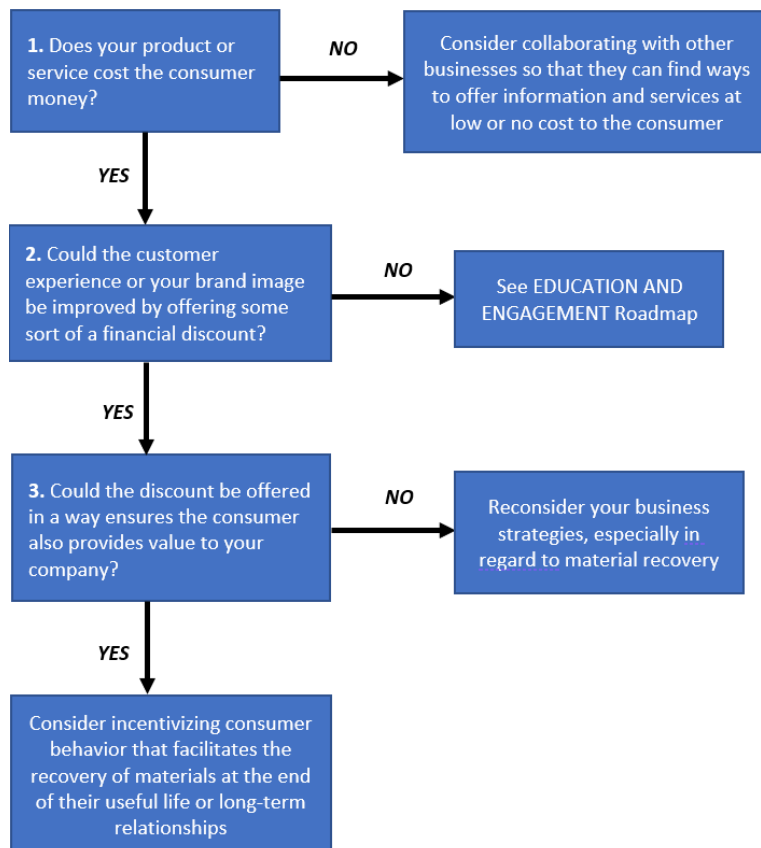 1. Does your product or
service cost the consumer
money?
NO
Consider collaborating with other
businesses so that they can find ways
to offer information and services at
low or no cost to the consumer
YES
2. Could the customer
experience or your brand image
be improved by offering some
sort of a financial discount?
NO
See EDUCATION AND
ENGAGEMENT Roadmap
YES
3. Could the discount be offered
in a way ensures the consumer
also provides value to your
company?
NO
Reconsider your business
strategies, especially in
regard to material recovery
YES
Consider incentivizing consumer
behavior that facilitates the
recovery of materials at the end
of their useful life or long-term
relationships